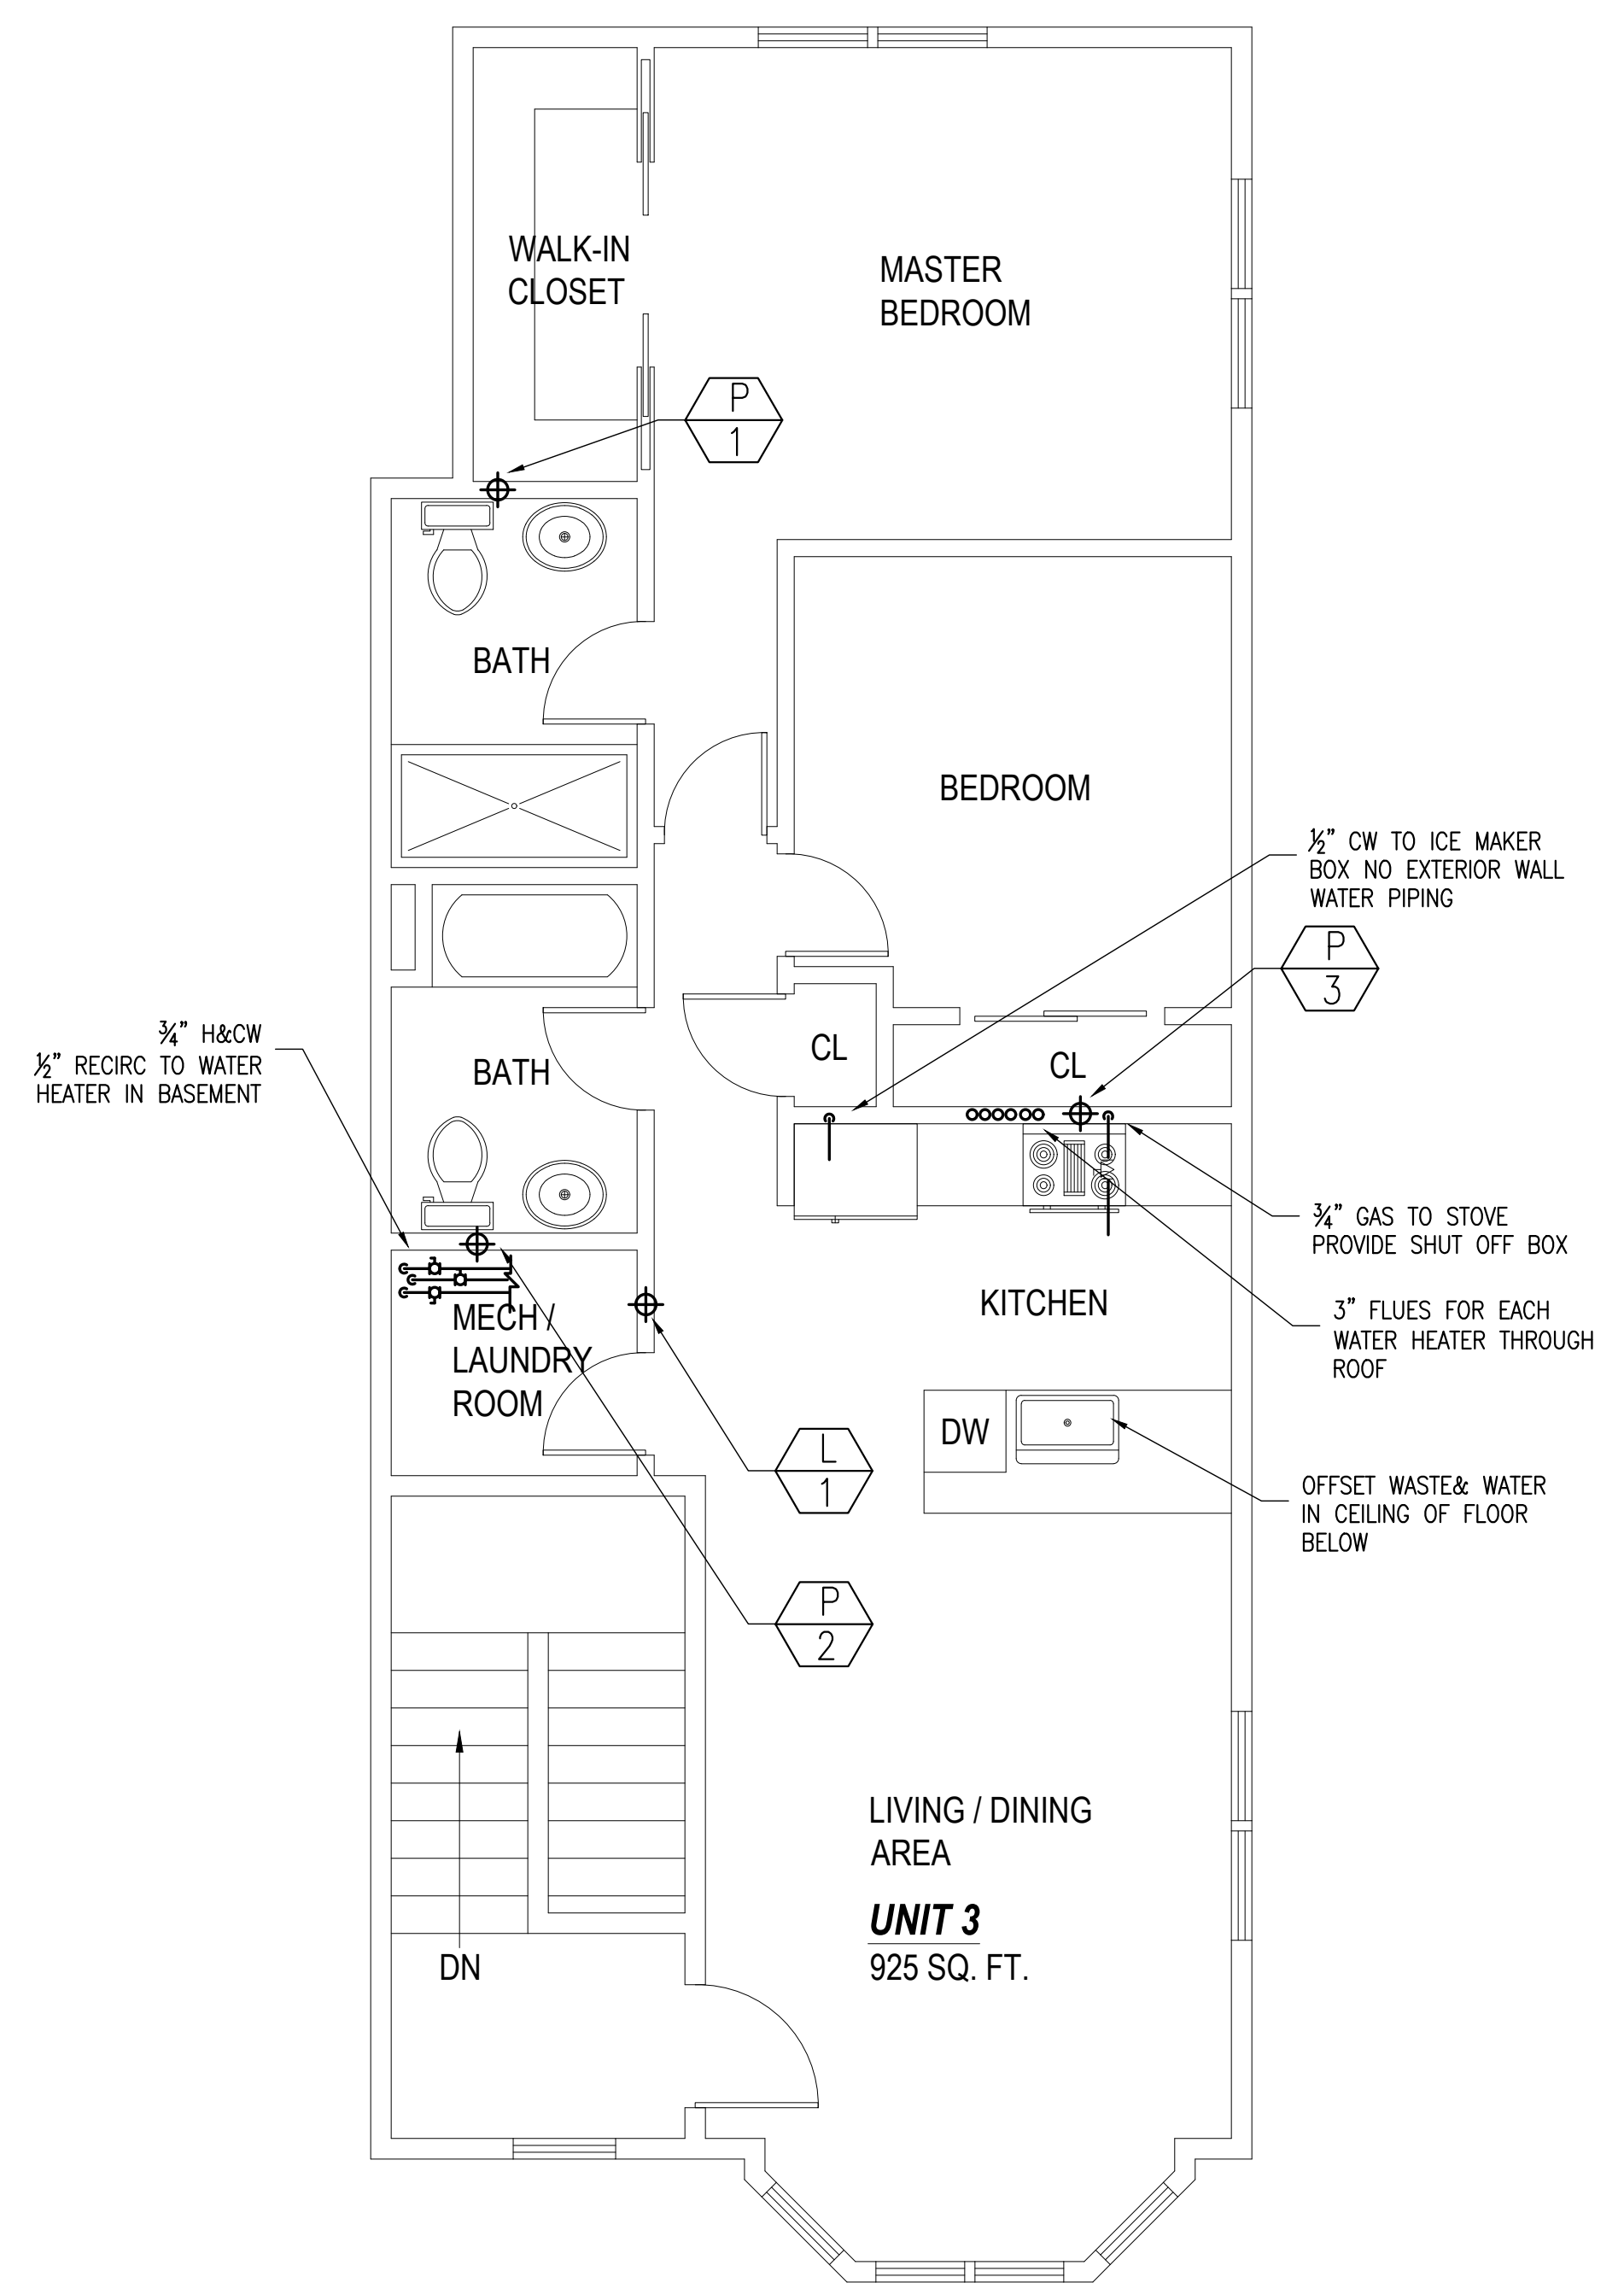 WALK-IN
CLOSET
MASTER
BEDROOM
P
1
BATH
BEDROOM
½” CW TO ICE MAKER
BOX NO EXTERIOR WALL
WATER PIPING
P
3
¾” H&CW
½” RECIRC TO WATER
HEATER IN BASEMENT
BATH
CL
CL
¾” GAS TO STOVE
PROVIDE SHUT OFF BOX
KITCHEN
3” FLUES FOR EACH
WATER HEATER THROUGH
ROOF
MECH /
LAUNDRY
ROOM
DW
L
1
OFFSET WASTE& WATER
IN CEILING OF FLOOR
BELOW
P
2
LIVING / DINING
AREA
UNIT 3
925 SQ. FT.
DN